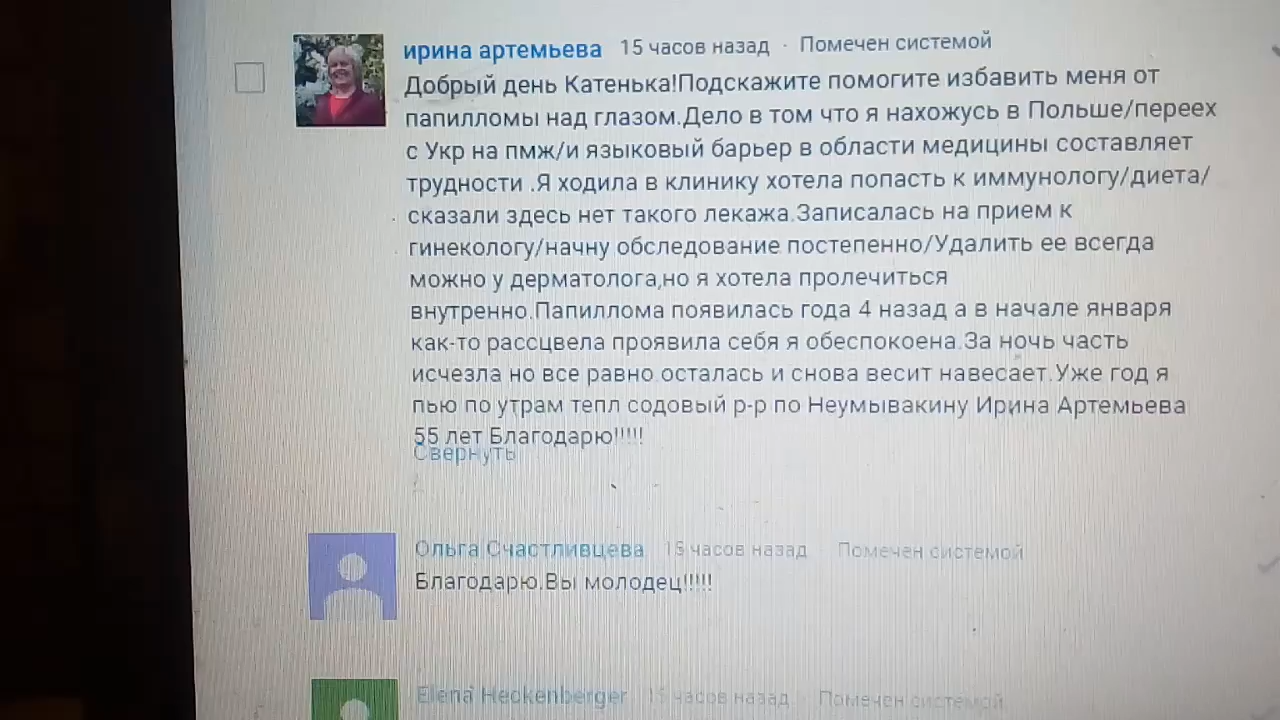 ирина артемьева 15 часов назад · Помечен системой
Добрый день Катенька!Подскажите помогите избавить меня от
папилломы над глазом.Дело в том что я нахожусь в Польше/переех
с Укр на пмж/и языковый барьер в области медицины составляет
трудности .Я ходила в клинику хотела попасть к иммунологу/диета/
сказали здесь нет такого лекажа.Записалась на прием к
гинекологу/начну обследование постепенно/Удалить ее всегда
можно у дерматолога,но я хотела пролечиться
внутренно.Папиллома появилась года 4 назад а в начале января
как-то рассцвела проявила себя я обеспокоена.За ночь часть
исчезла но все равно осталась и снова весит навесает.Уже год я
пью по утрам тепл содовый р-р по Неумывакину Ирина Артемьева
55 лет Благодарю!!!!!
Свернуть
Ольга Счастливцева 15 часов назад · Помечен системой
Благодарю.Вы молодец!!!!!
Elena Heckenberger 15 часов назад · Помечен системой